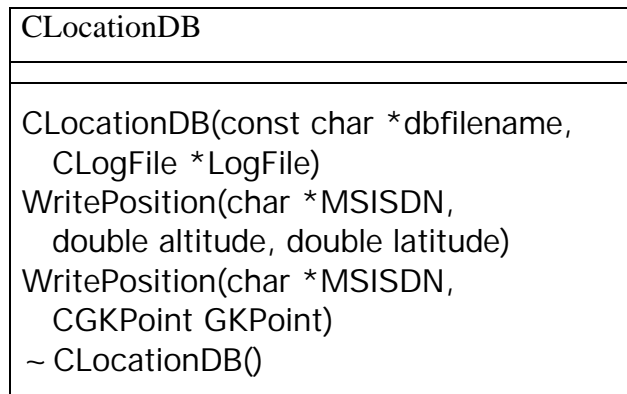 CLocationDB
CLocationDB(const char *dbfilename,
CLogFile *LogFile)
WritePosition(char *MSISDN,
double altitude, double latitude)
WritePosition(char *MSISDN,
CGKPoint GKPoint)
~ CLocationDB()